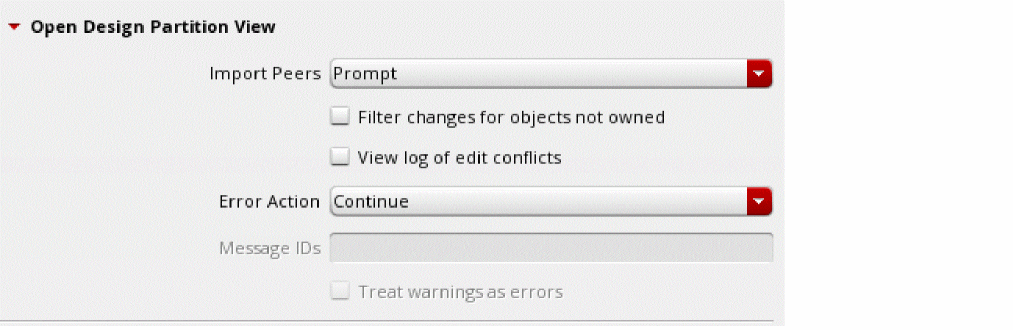 Open Design Partition View
Import Peers Prompt
Filter changes for objects not owned
View log of edit conflicts
Error Action Continue
Message IDs
Treat warnings as errors